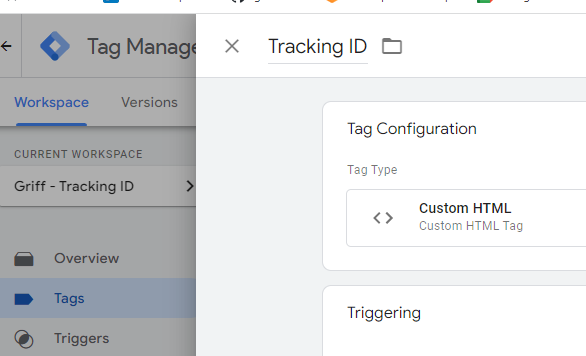 Tag Manage
Tracking ID
Workspace
Versions
CURRENT WORKSPACE
Griff - Tracking ID
Overview
Tags
Triggers
Tag Configuration
Tag Type
Custom HTML
Custom HTML Tag
Triggering